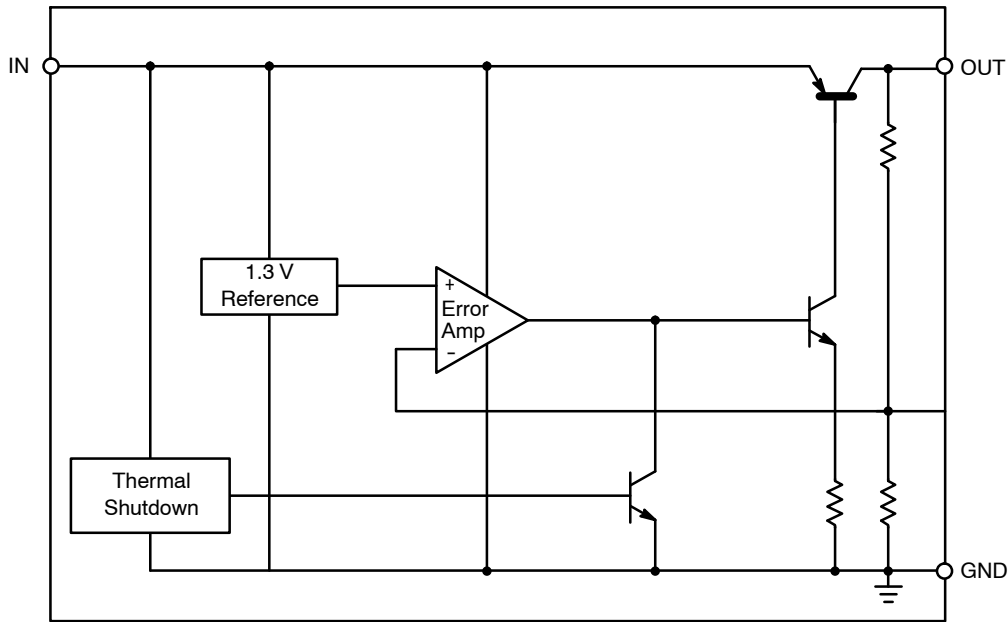 IN
OUT
1.3 V
Reference
+
Error
Amp
-
Thermal
Shutdown
GND